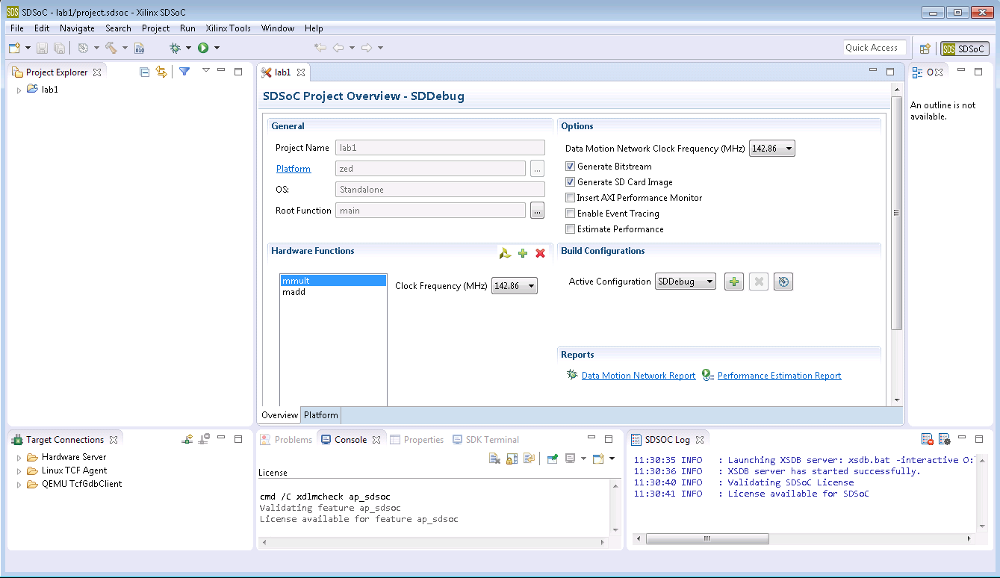 SDS SDSoC - lab1/project.sdsoc - Xilinx SDSoC
File Edit Navigate Search Project Run Xilinx Tools Window Help
010
Quick Access
SDS SDSoC
Project Explorer
lab1
lab1
SDSoC Project Overview - SDDebug
General
Project Name lab1
Platform zed ...
OS: Standalone
Root Function main ...
Options
Data Motion Network Clock Frequency (MHz) 142.86
Generate Bitstream
Generate SD Card Image
Insert AXI Performance Monitor
Enable Event Tracing
Estimate Performance
Hardware Functions
mmult
madd
Clock Frequency (MHz) 142.86
Build Configurations
Active Configuration SDDebug
Reports
Data Motion Network Report Performance Estimation Report
Overview Platform
O
An outline is not
available.
Target Connections
Hardware Server
Linux TCF Agent
QEMU TcfGdbClient
Problems Console Properties SDK Terminal
License
cmd /C xdlmcheck ap_sdsoc
Validating feature ap_sdsoc
License available for feature ap_sdsoc
SDSOC Log
11:30:35 INFO : Launching XSDB server: xsdb.bat -interactive O:
11:30:36 INFO : XSDB server has started successfully.
11:30:40 INFO : Validating SDSoC License
11:30:41 INFO : License available for SDSoC